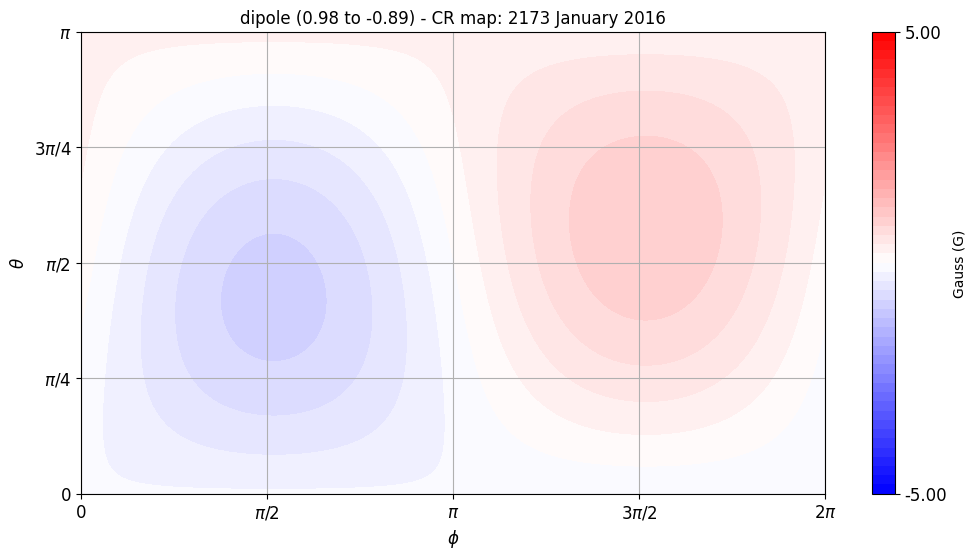 dipole (0.98 to -0.89) - CR map: 2173 January 2016
π
3π/4
π/2
π/4
0
θ
0
π/2
π
3π/2
2π
ϕ
5.00
-5.00
Gauss (G)